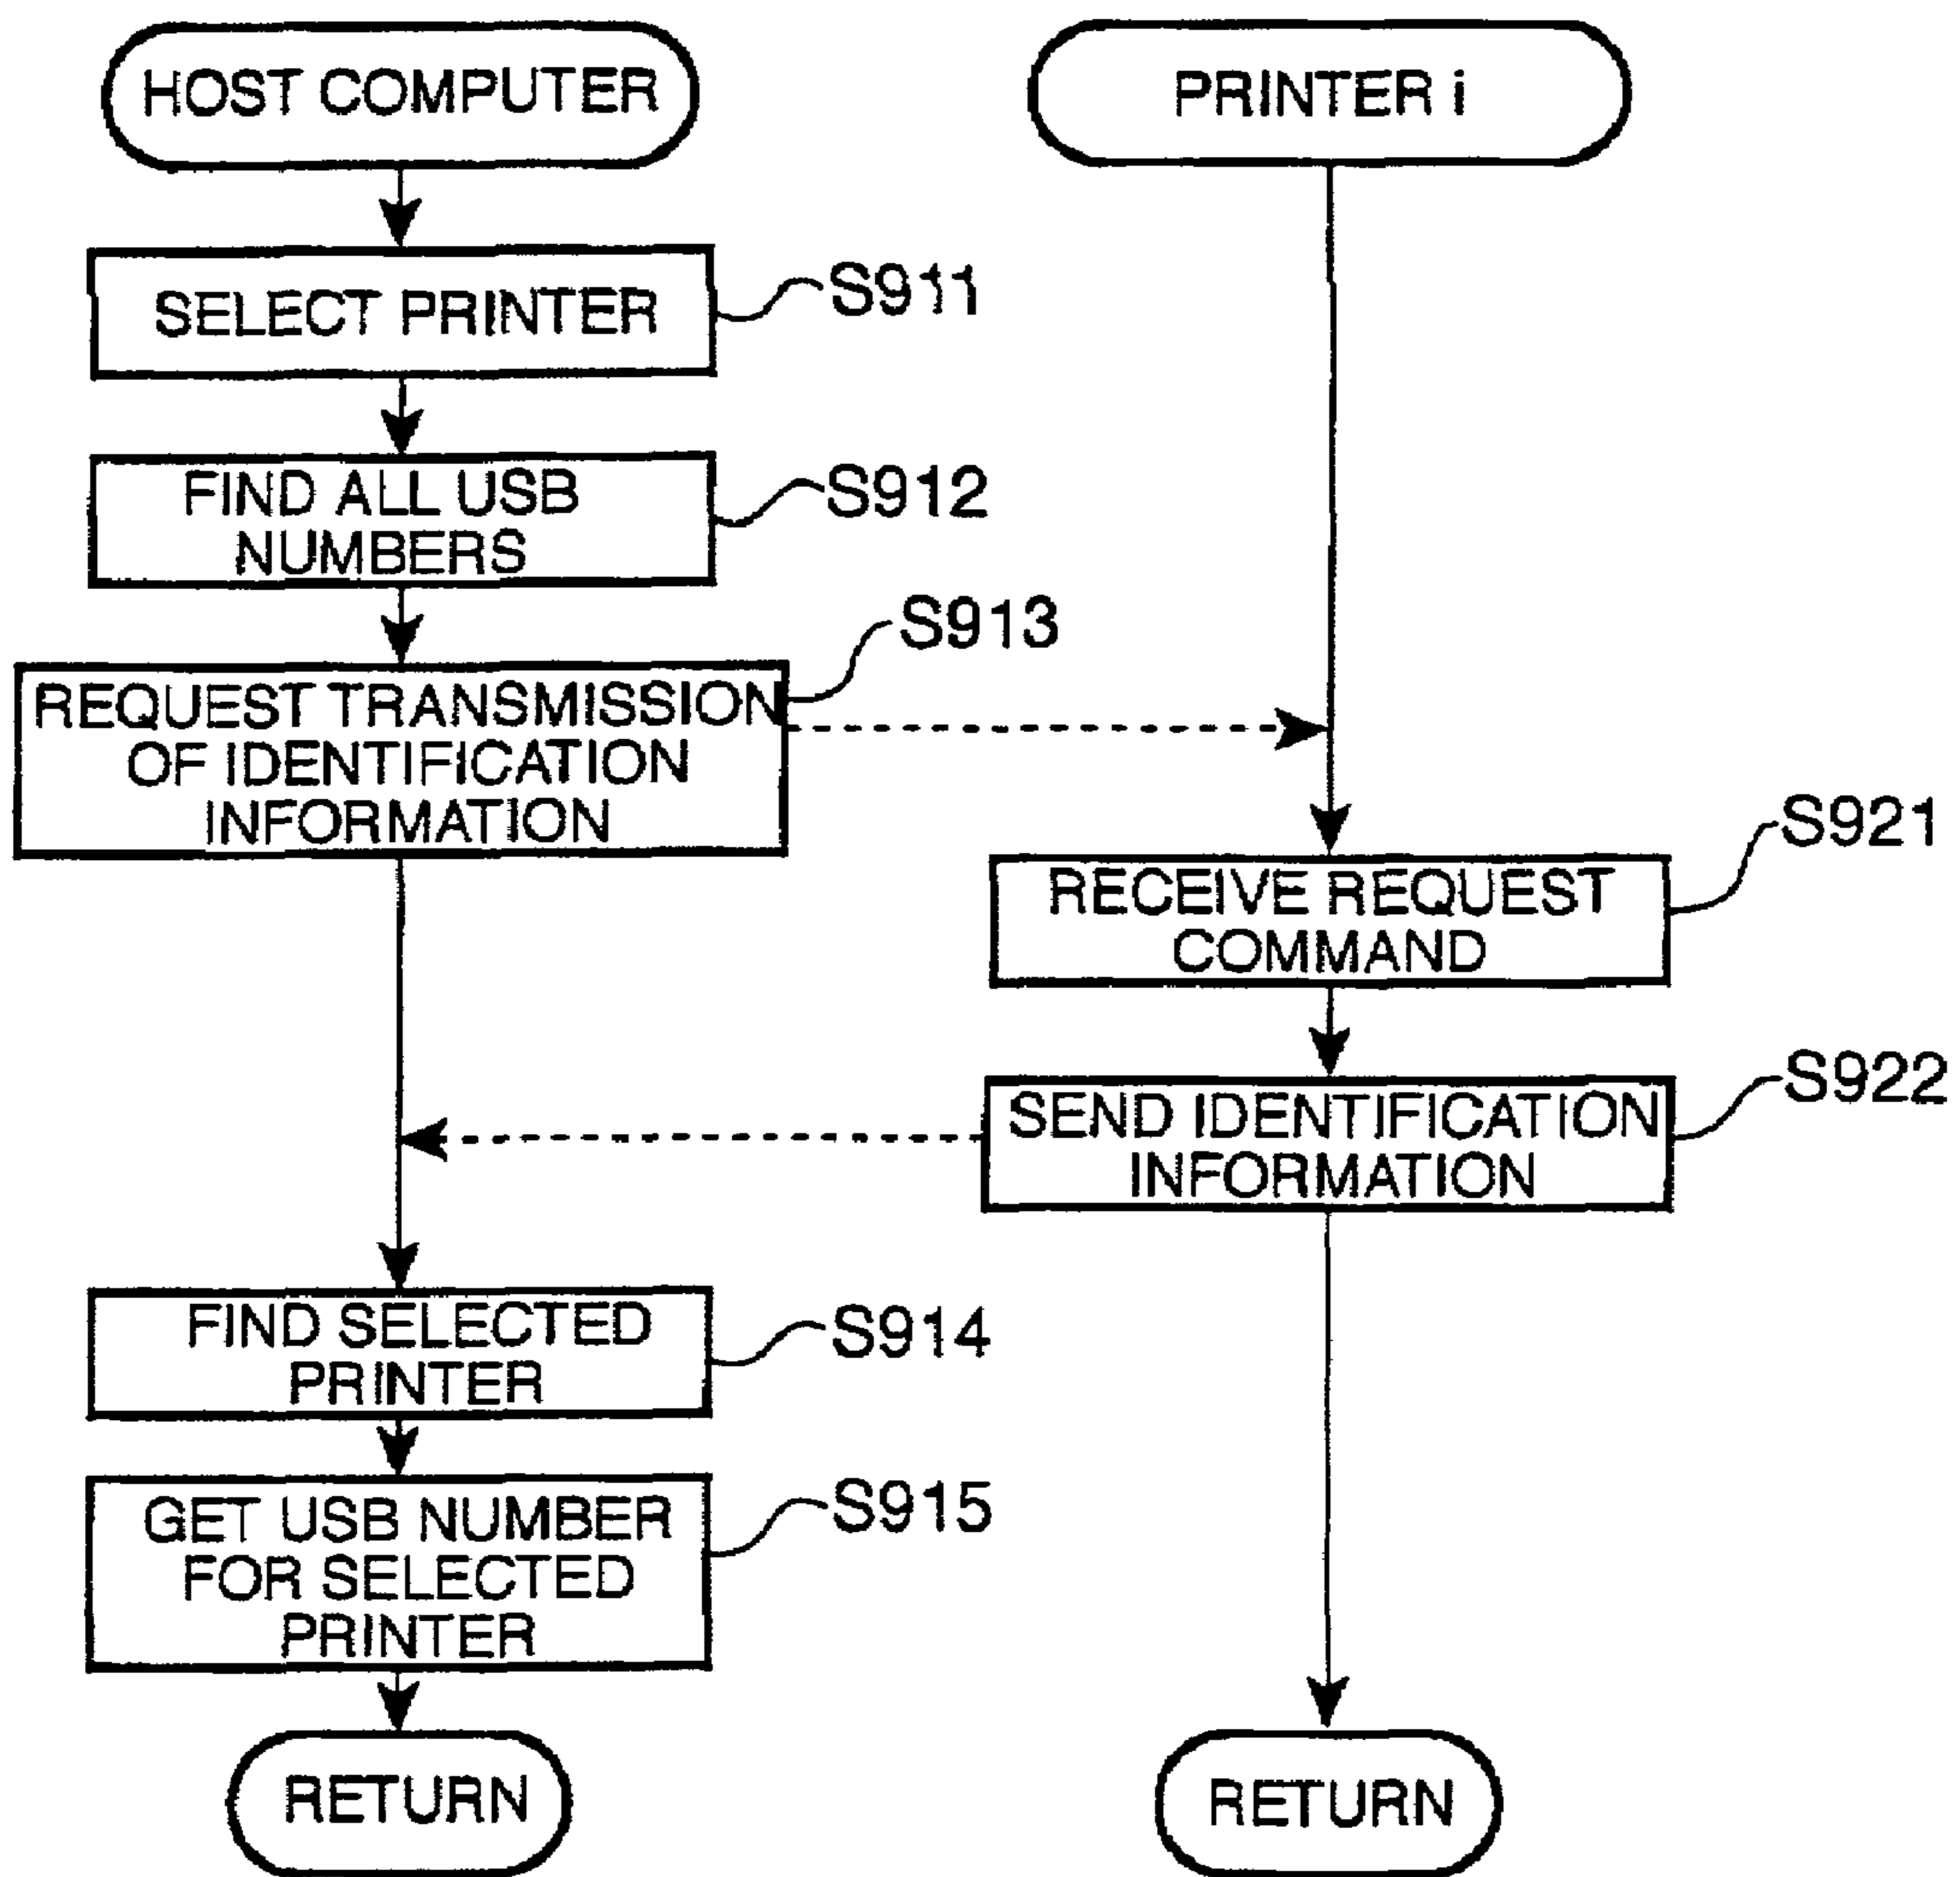 HOST COMPUTER
SELECT PRINTER
S911
FIND ALL USB
NUMBERS
S912
REQUEST TRANSMISSION
OF IDENTIFICATION
INFORMATION
S913
FIND SELECTED
PRINTER
S914
GET USB NUMBER
FOR SELECTED
PRINTER
S915
RETURN
PRINTER i
RECEIVE REQUEST
COMMAND
S921
SEND IDENTIFICATION
INFORMATION
S922
RETURN